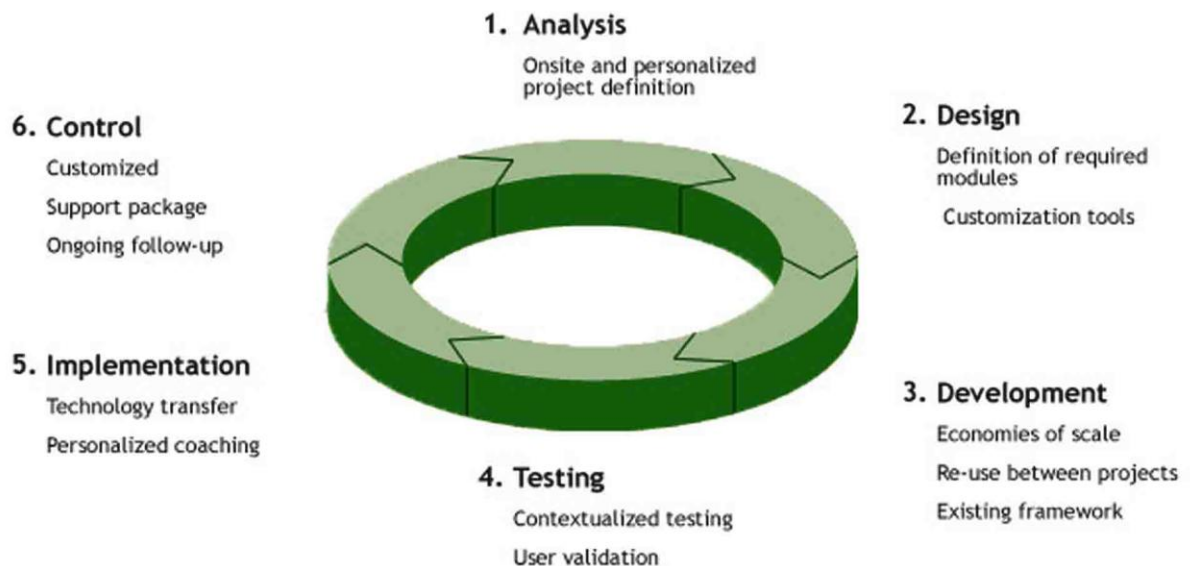 1. Analysis
Onsite and personalized
project definition
2. Design
Definition of required
modules
Customization tools
3. Development
Economies of scale
Re-use between projects
Existing framework
4. Testing
Contextualized testing
User validation
5. Implementation
Technology transfer
Personalized coaching
6. Control
Customized
Support package
Ongoing follow-up